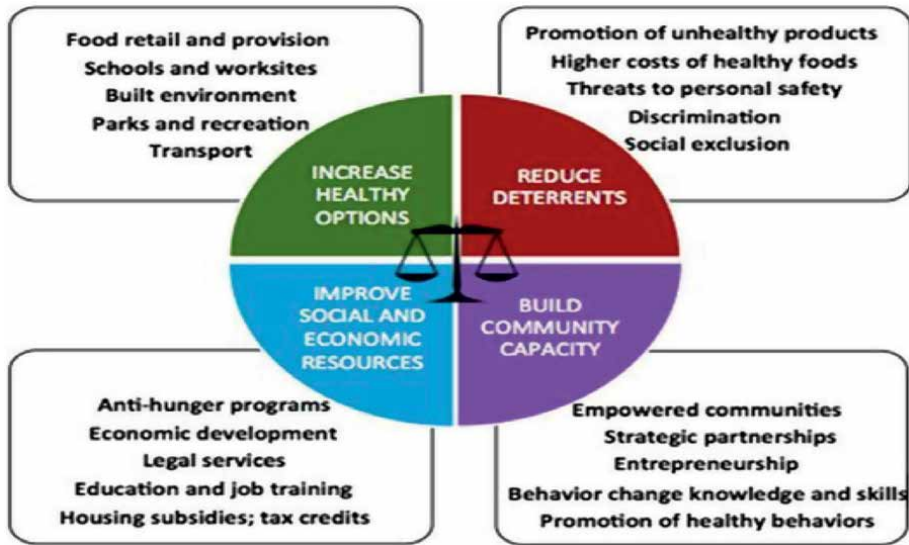 Food retail and provision
Schools and worksites
Built environment
Parks and recreation
Transport
Promotion of unhealthy products
Higher costs of healthy foods
Threats to personal safety
Discrimination
Social exclusion
INCREASE
HEALTHY
OPTIONS
REDUCE
DETERRENTS
IMPROVE
SOCIAL AND
ECONOMIC
RESOURCES
BUILD
COMMUNITY
CAPACITY
Anti-hunger programs
Economic development
Legal services
Education and job training
Housing subsidies; tax credits
Empowered communities
Strategic partnerships
Entrepreneurship
Behavior change knowledge and skills
Promotion of healthy behaviors